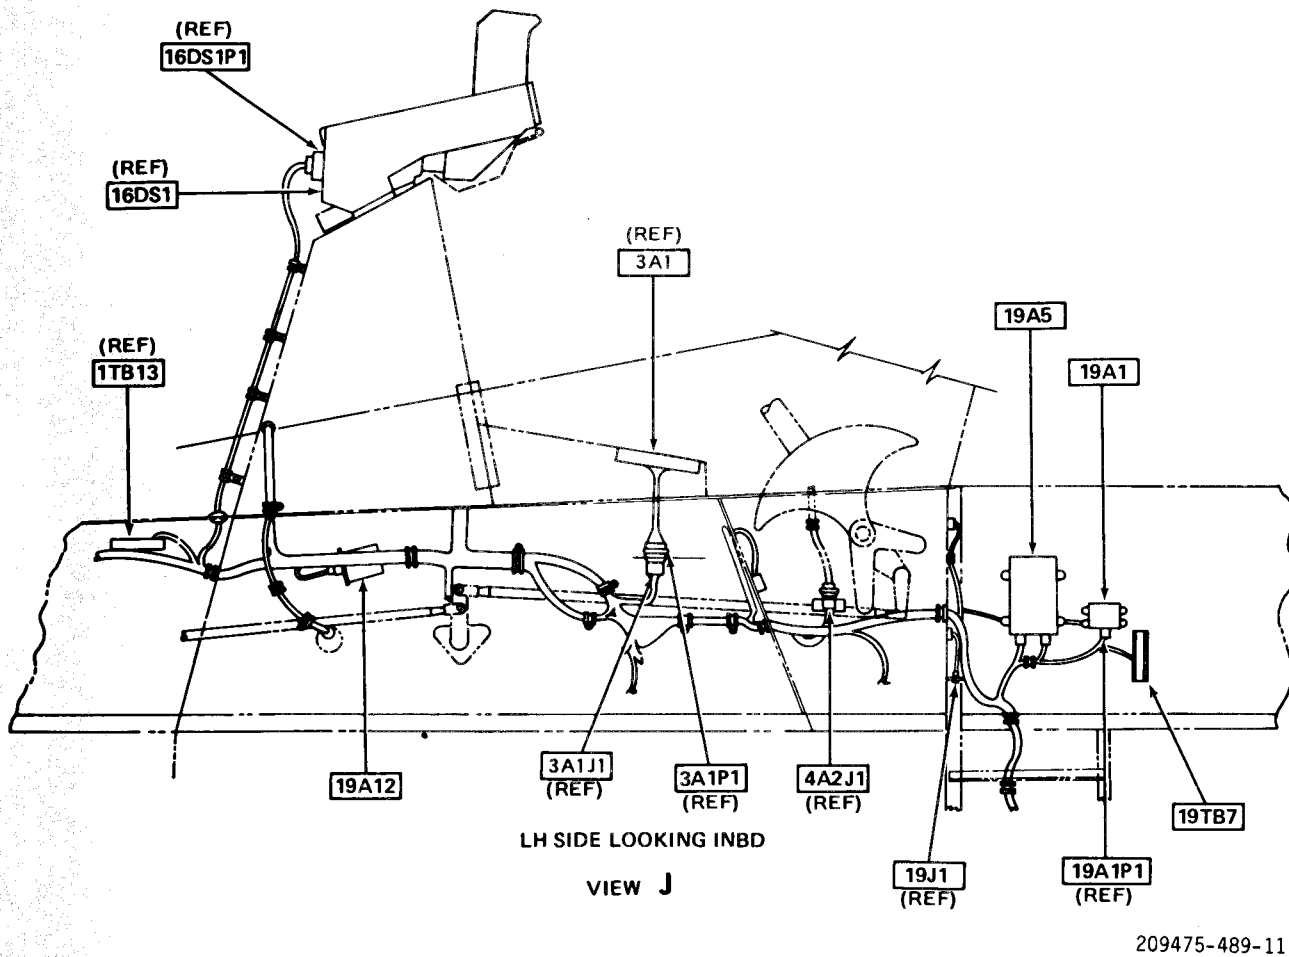 (REF)
16DS1P1
(REF)
16DS1
(REF)
3A1
19A5
(REF)
1TB13
19A1
19A12
3A1J1
(REF)
3A1P1
(REF)
4A2J1
(REF)
19TB7
LH SIDE LOOKING INBD
19J1
(REF)
19A1P1
(REF)
VIEW J
209475-489-11